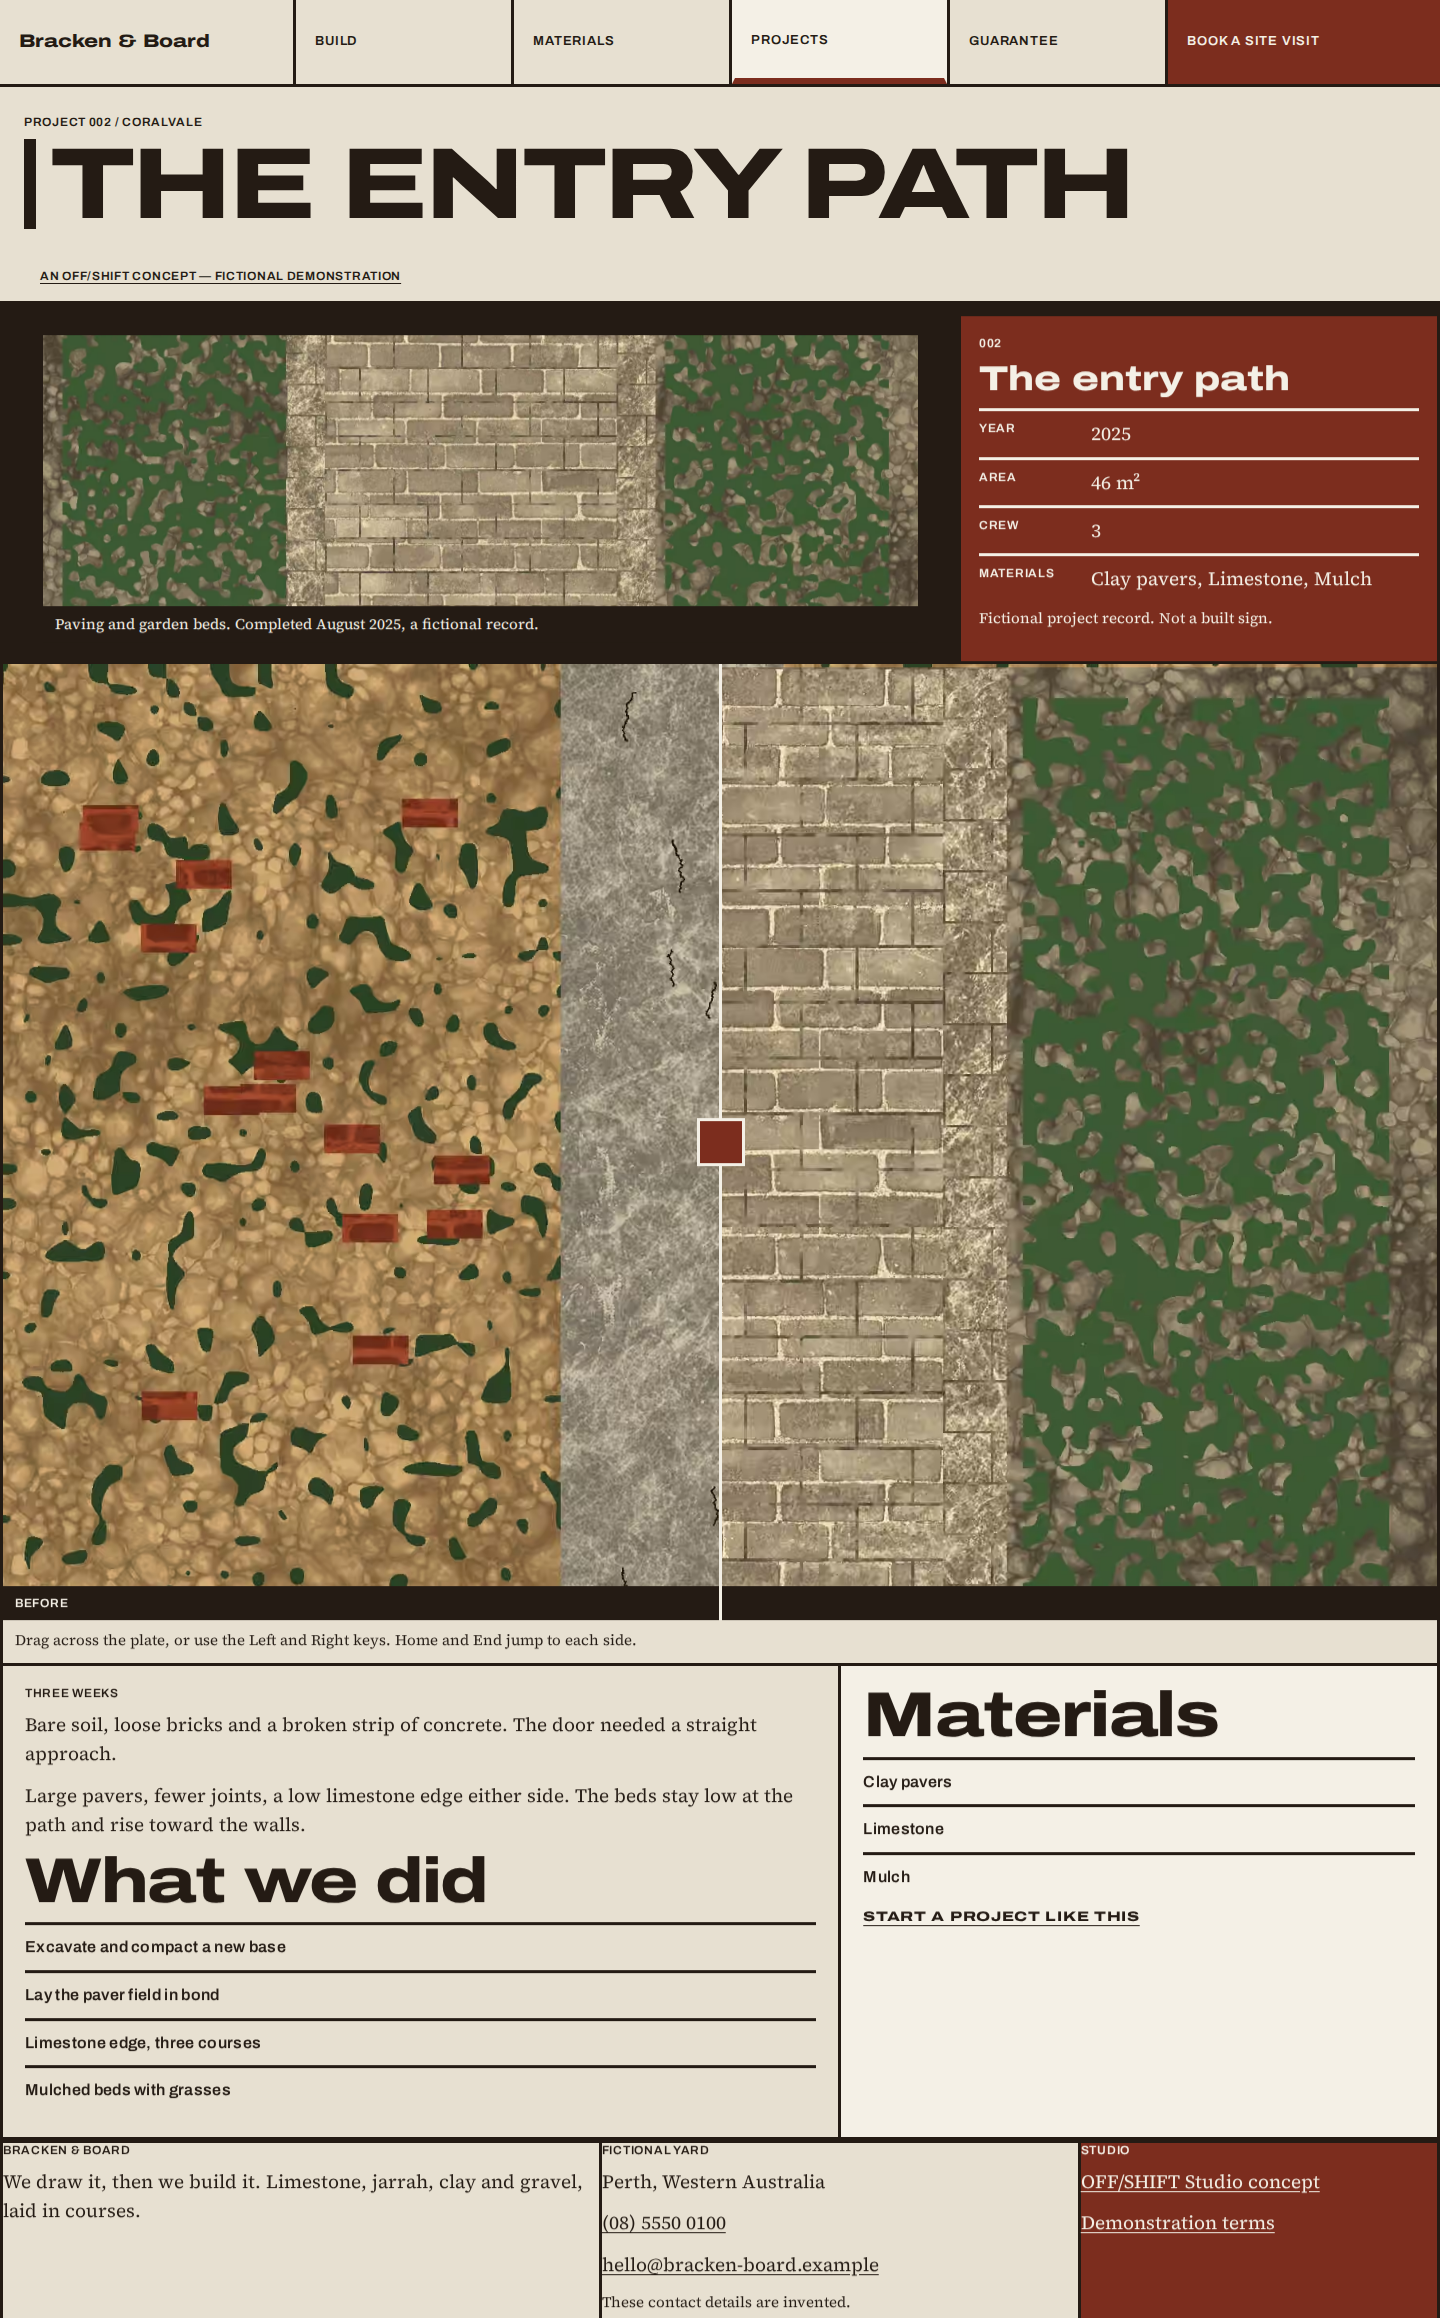 Bracken & Board
BUILD
MATERIALS
PROJECTS
GUARANTEE
BOOK A SITE VISIT
PROJECT 002 / CORALVALE
THE ENTRY PATH
AN OFF/SHIFT CONCEPT — FICTIONAL DEMONSTRATION
Paving and garden beds. Completed August 2025, a fictional record.
002
The entry path
YEAR 2025
AREA 46 m²
CREW 3
MATERIALS Clay pavers, Limestone, Mulch
Fictional project record. Not a built sign.
BEFORE
Drag across the plate, or use the Left and Right keys. Home and End jump to each side.
THREE WEEKS
Bare soil, loose bricks and a broken strip of concrete. The door needed a straight
approach.
Large pavers, fewer joints, a low limestone edge either side. The beds stay low at the
path and rise toward the walls.
What we did
Excavate and compact a new base
Lay the paver field in bond
Limestone edge, three courses
Mulched beds with grasses
Materials
Clay pavers
Limestone
Mulch
START A PROJECT LIKE THIS
BRACKEN & BOARD
We draw it, then we build it. Limestone, jarrah, clay and gravel,
laid in courses.
FICTIONAL YARD
Perth, Western Australia
(08) 5550 0100
hello@bracken-board.example
These contact details are invented.
STUDIO
OFF/SHIFT Studio concept
Demonstration terms